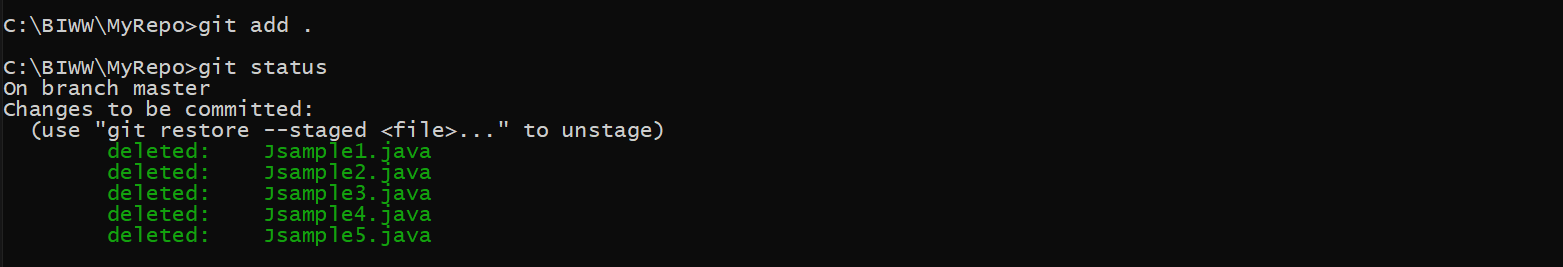 C:\BIWW\MyRepo>git add .
C:\BIWW\MyRepo>git status
On branch master
Changes to be committed:
  (use "git restore --staged <file>..." to unstage)
        deleted:    Jsample1.java
        deleted:    Jsample2.java
        deleted:    Jsample3.java
        deleted:    Jsample4.java
        deleted:    Jsample5.java